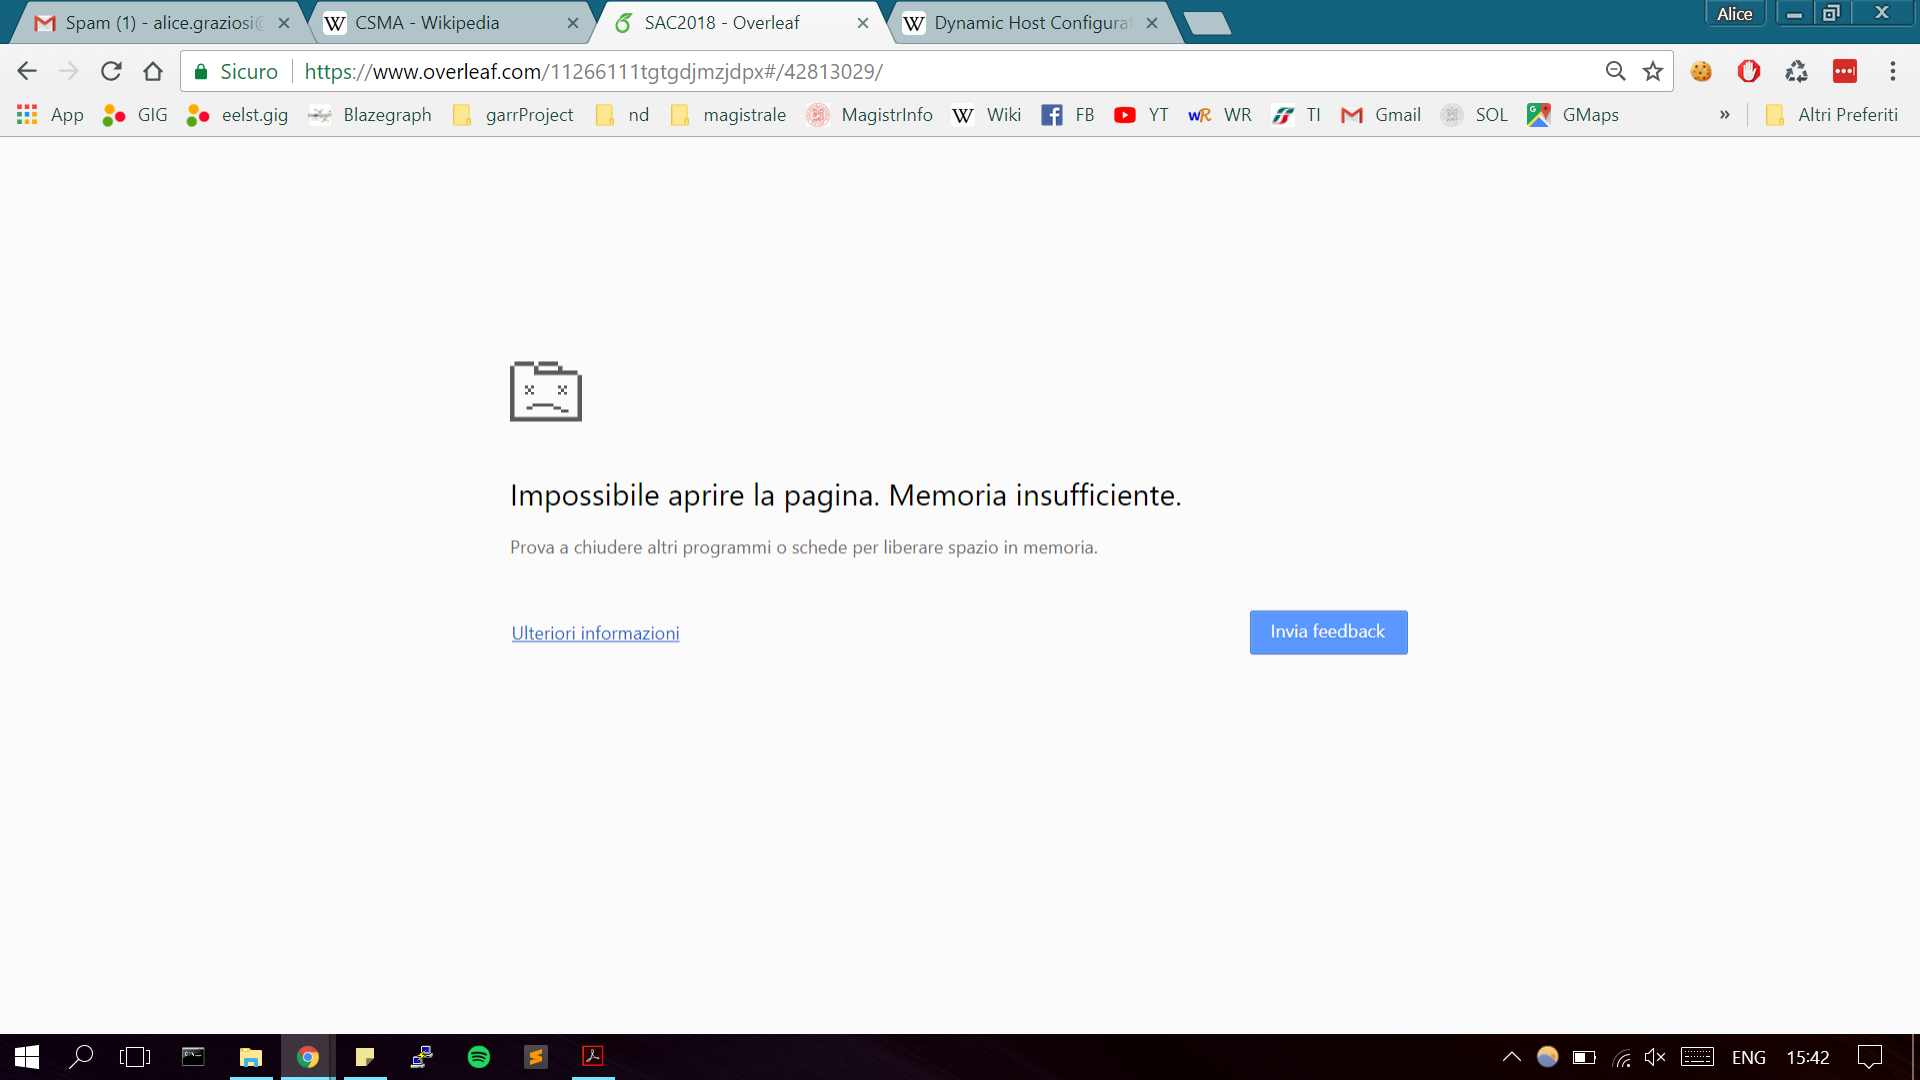 Spam (1) - alice.graziosi@
CSMA - Wikipedia
SAC2018 - Overleaf
Dynamic Host Configurat
Alice
Sicuro
https://www.overleaf.com/11266111tgtgdjmzjdpx#/42813029/
App
GIG
eelst.gig
Blazegraph
garrProject
nd
magistrale
MagistrInfo
Wiki
FB
YT
WR
TI
Gmail
SOL
GMaps
»
Altri Preferiti
Impossibile aprire la pagina. Memoria insufficiente.
Prova a chiudere altri programmi o schede per liberare spazio in memoria.
Ulteriori informazioni
Invia feedback
ENG
15:42